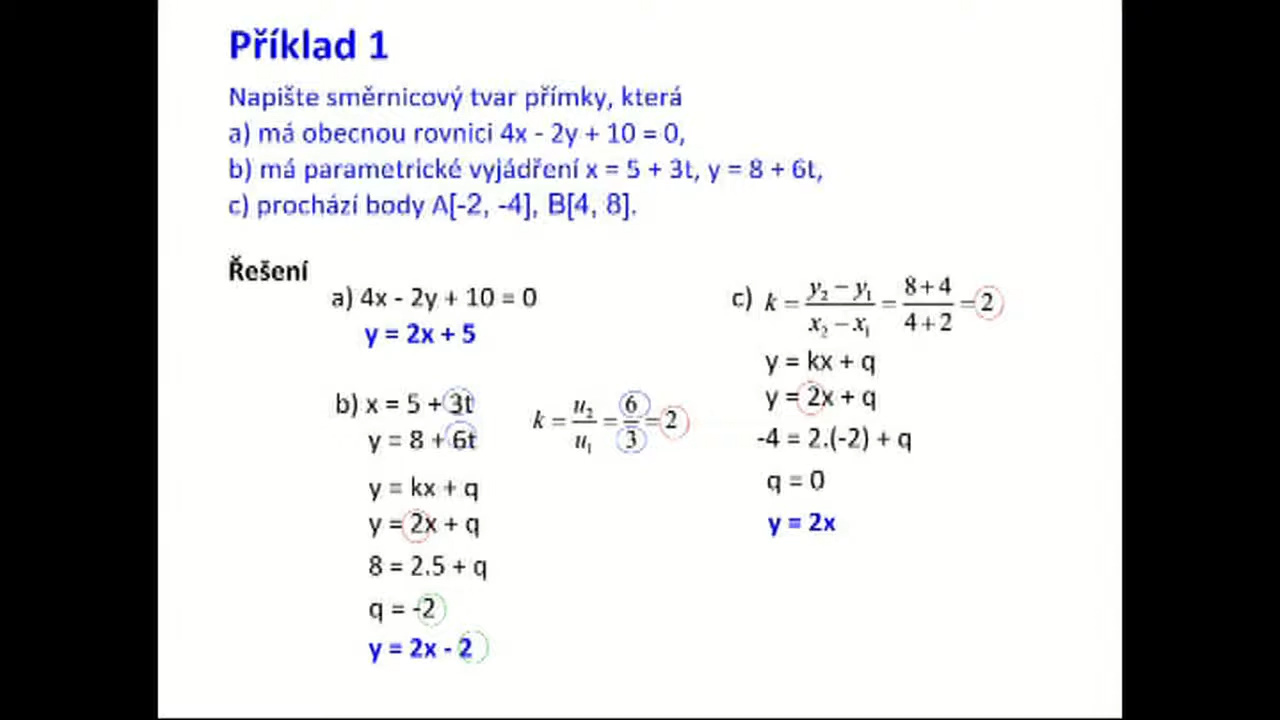 Příklad 1
Napište směrnicový tvar přímky, která
a) má obecnou rovnici 4x - 2y + 10 = 0,
b) má parametrické vyjádření x = 5 + 3t, y = 8 + 6t,
c) prochází body A[-2, -4], B[4, 8].
Řešení
a) 4x - 2y + 10 = 0
y = 2x + 5
b) x = 5 + 3t
y = 8 + 6t
k = u₂/u₁ = 6/3 = 2
y = kx + q
y = 2x + q
8 = 2.5 + q
q = -2
y = 2x - 2
c) k = (y₂ − y₁)/(x₂ − x₁) = (8+4)/(4+2) = 2
y = kx + q
y = 2x + q
-4 = 2.(-2) + q
q = 0
y = 2x